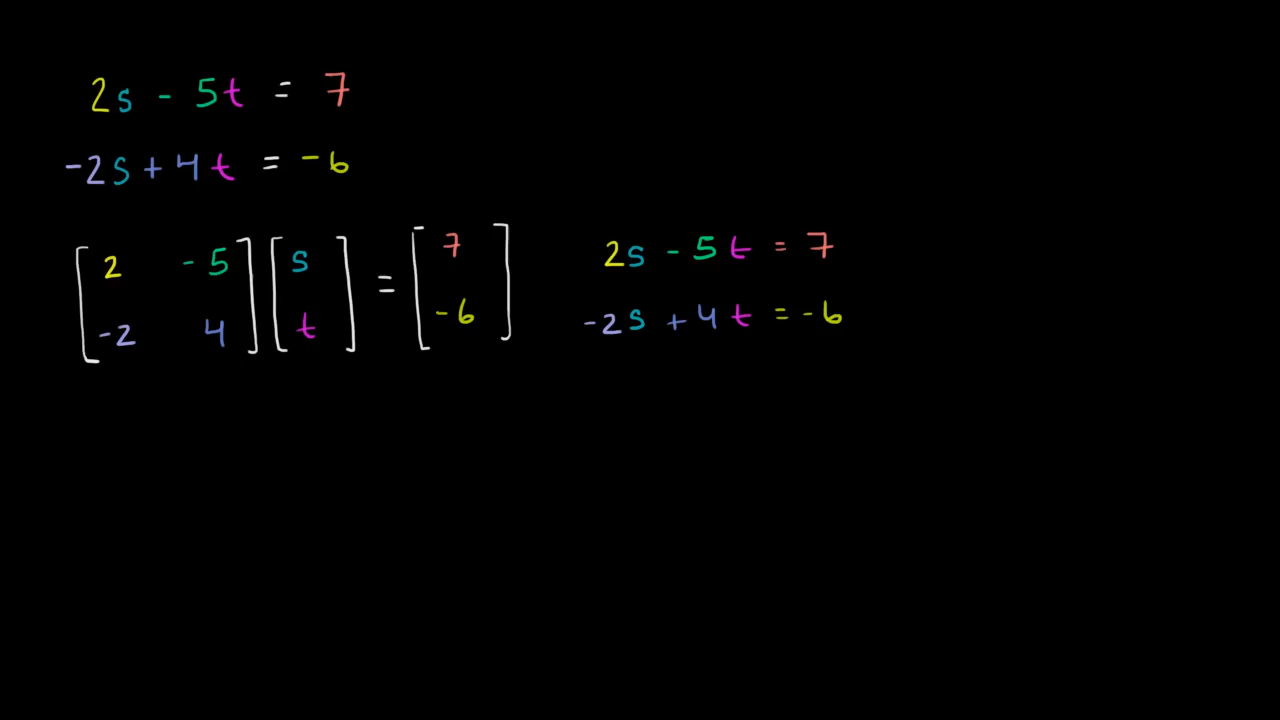 2s - 5t = 7
-2s + 4t = -6
[2 -5] [s] = [7] 2s - 5t = 7
[-2 4] [t] [-6] -2s + 4t = -6